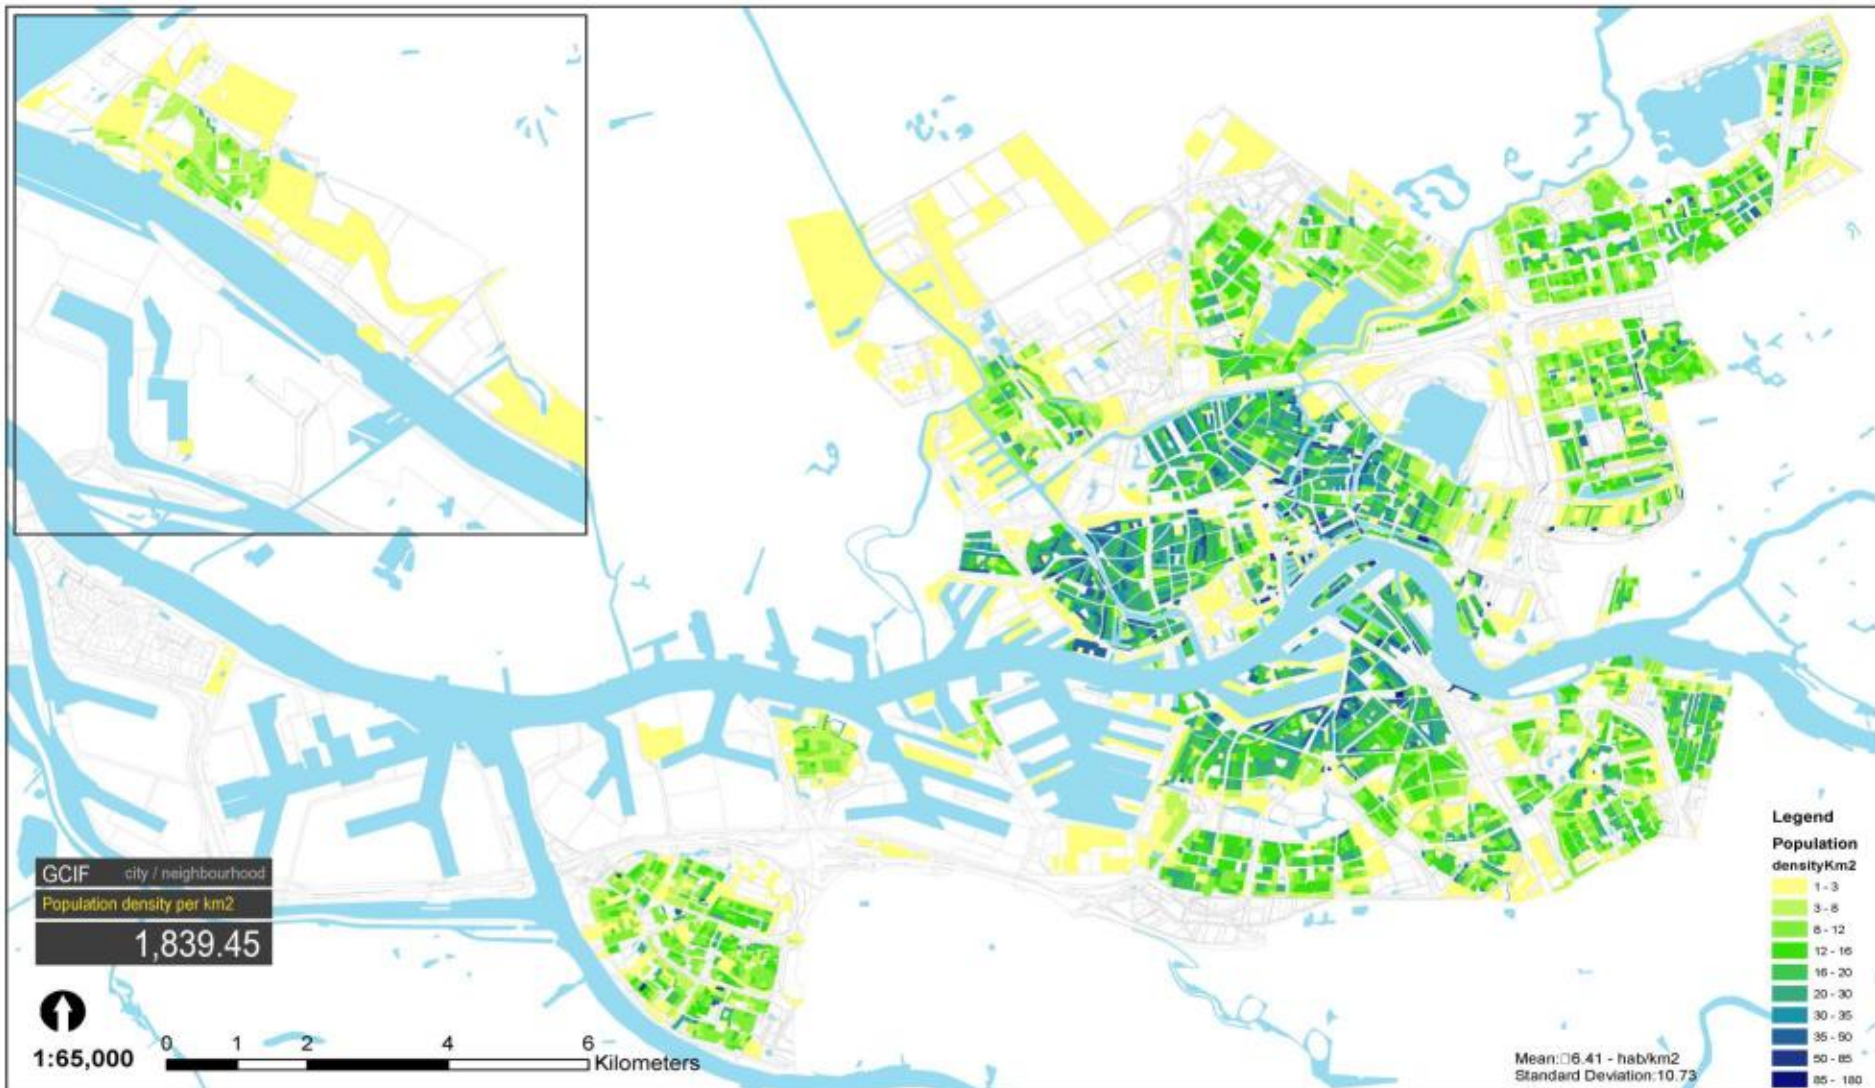 GCIF city / neighbourhood
Population density per km2
1,839.45
1:65,000
0 1 2 4 6
Kilometers
Legend
Population
densityKm2
1 - 3
3 - 8
8 - 12
12 - 16
16 - 20
20 - 30
30 - 35
35 - 50
50 - 85
85 - 180
Mean:□6.41 - hab/km2
Standard Deviation:10.73